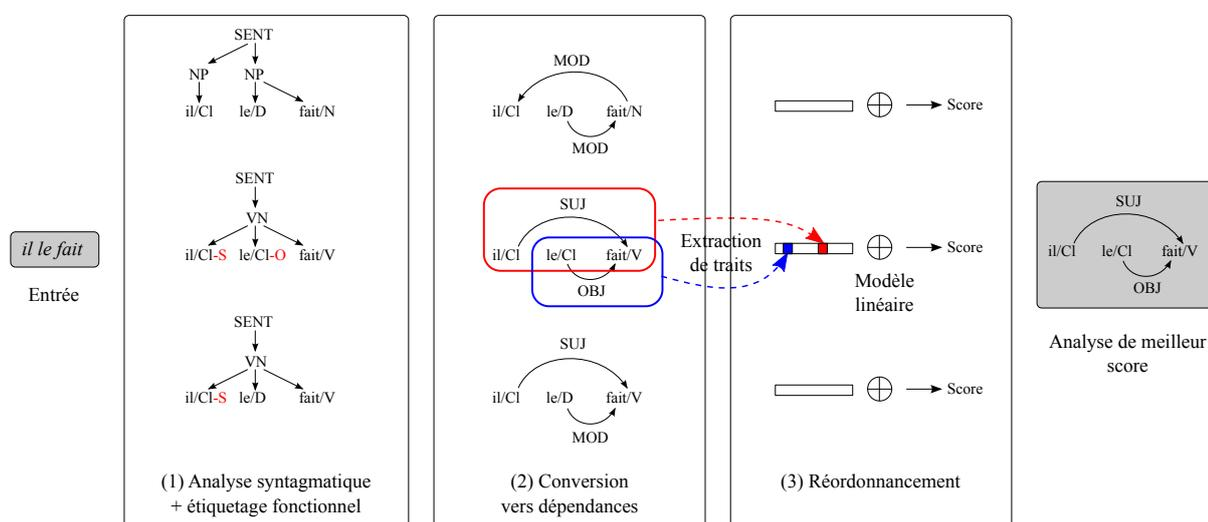 il le fait
Entrée
SENT
NP NP
il/Cl le/D fait/N
SENT
VN
il/Cl-S le/Cl-O fait/V
SENT
VN
il/Cl-S le/D fait/V
(1) Analyse syntagmatique
+ étiquetage fonctionnel
MOD
il/Cl le/D fait/N
MOD
SUJ
il/Cl le/Cl fait/V
OBJ
SUJ
il/Cl le/D fait/V
MOD
(2) Conversion
vers dépendances
Extraction
de traits
Score
Score
Modèle
linéaire
Score
(3) Réordonnancement
SUJ
il/Cl le/Cl fait/V
OBJ
Analyse de meilleur
score